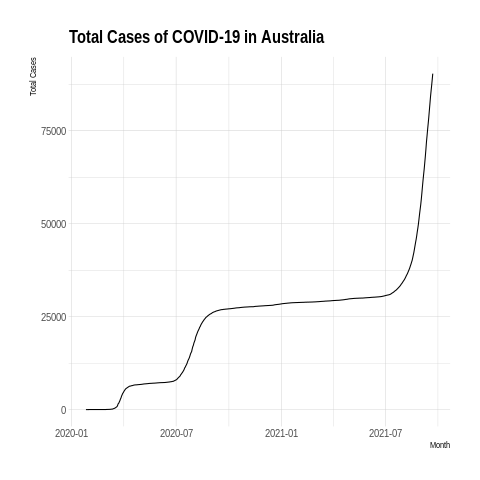 Total Cases of COVID-19 in Australia
Total Cases
75000
50000
25000
0
2020-01 2020-07 2021-01 2021-07
Month